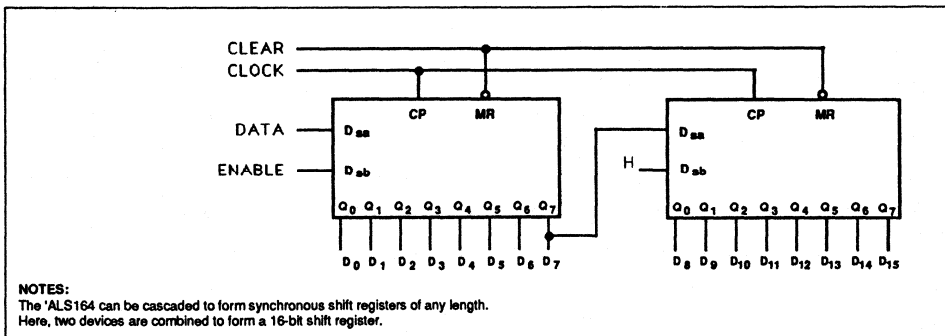 CLEAR
CLOCK
CP MR CP MR
DATA Dsa Dsa
ENABLE Dsb H Dsb
Q0 Q1 Q2 Q3 Q4 Q5 Q6 Q7 Q0 Q1 Q2 Q3 Q4 Q5 Q6 Q7
D0 D1 D2 D3 D4 D5 D6 D7 D8 D9 D10 D11 D12 D13 D14 D15
NOTES:
The 'ALS164 can be cascaded to form synchronous shift registers of any length.
Here, two devices are combined to form a 16-bit shift register.